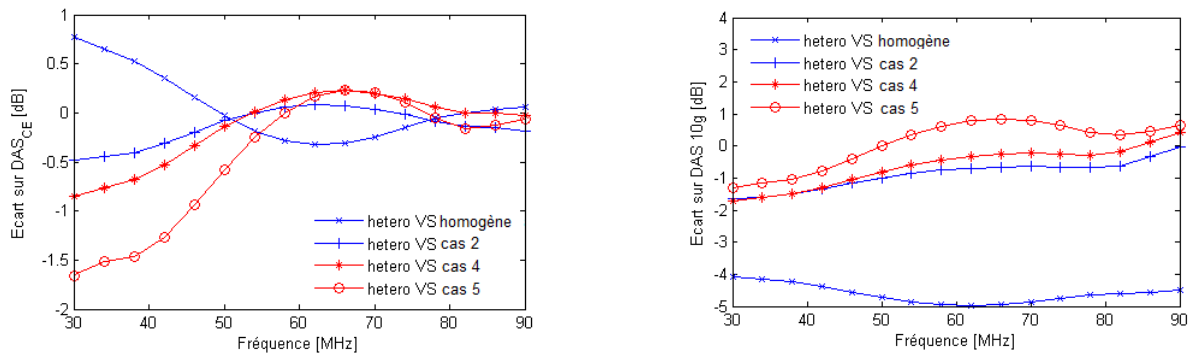 Ecart sur DAS_CE [dB]
1
0.5
0
-0.5
-1
-1.5
-2
hetero VS homogène
hetero VS cas 2
hetero VS cas 4
hetero VS cas 5
30 40 50 60 70 80 90
Fréquence [MHz]
Ecart sur DAS 10g [dB]
4
3
2
1
0
-1
-2
-3
-4
-5
hetero VS homogène
hetero VS cas 2
hetero VS cas 4
hetero VS cas 5
30 40 50 60 70 80 90
Fréquence [MHz]